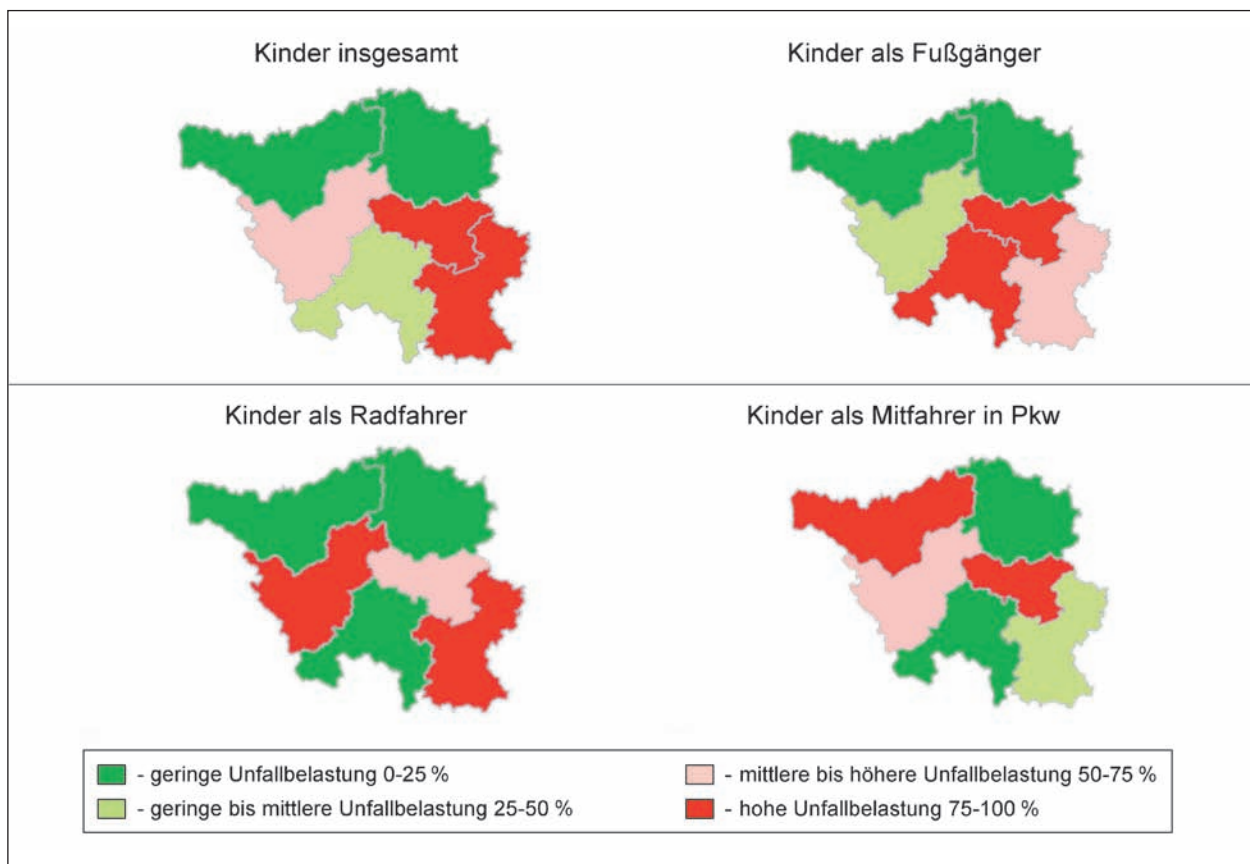 Kinder insgesamt
Kinder als Fußgänger
Kinder als Radfahrer
Kinder als Mitfahrer in Pkw
- geringe Unfallbelastung 0-25 %
- mittlere bis höhere Unfallbelastung 50-75 %
- geringe bis mittlere Unfallbelastung 25-50 %
- hohe Unfallbelastung 75-100 %